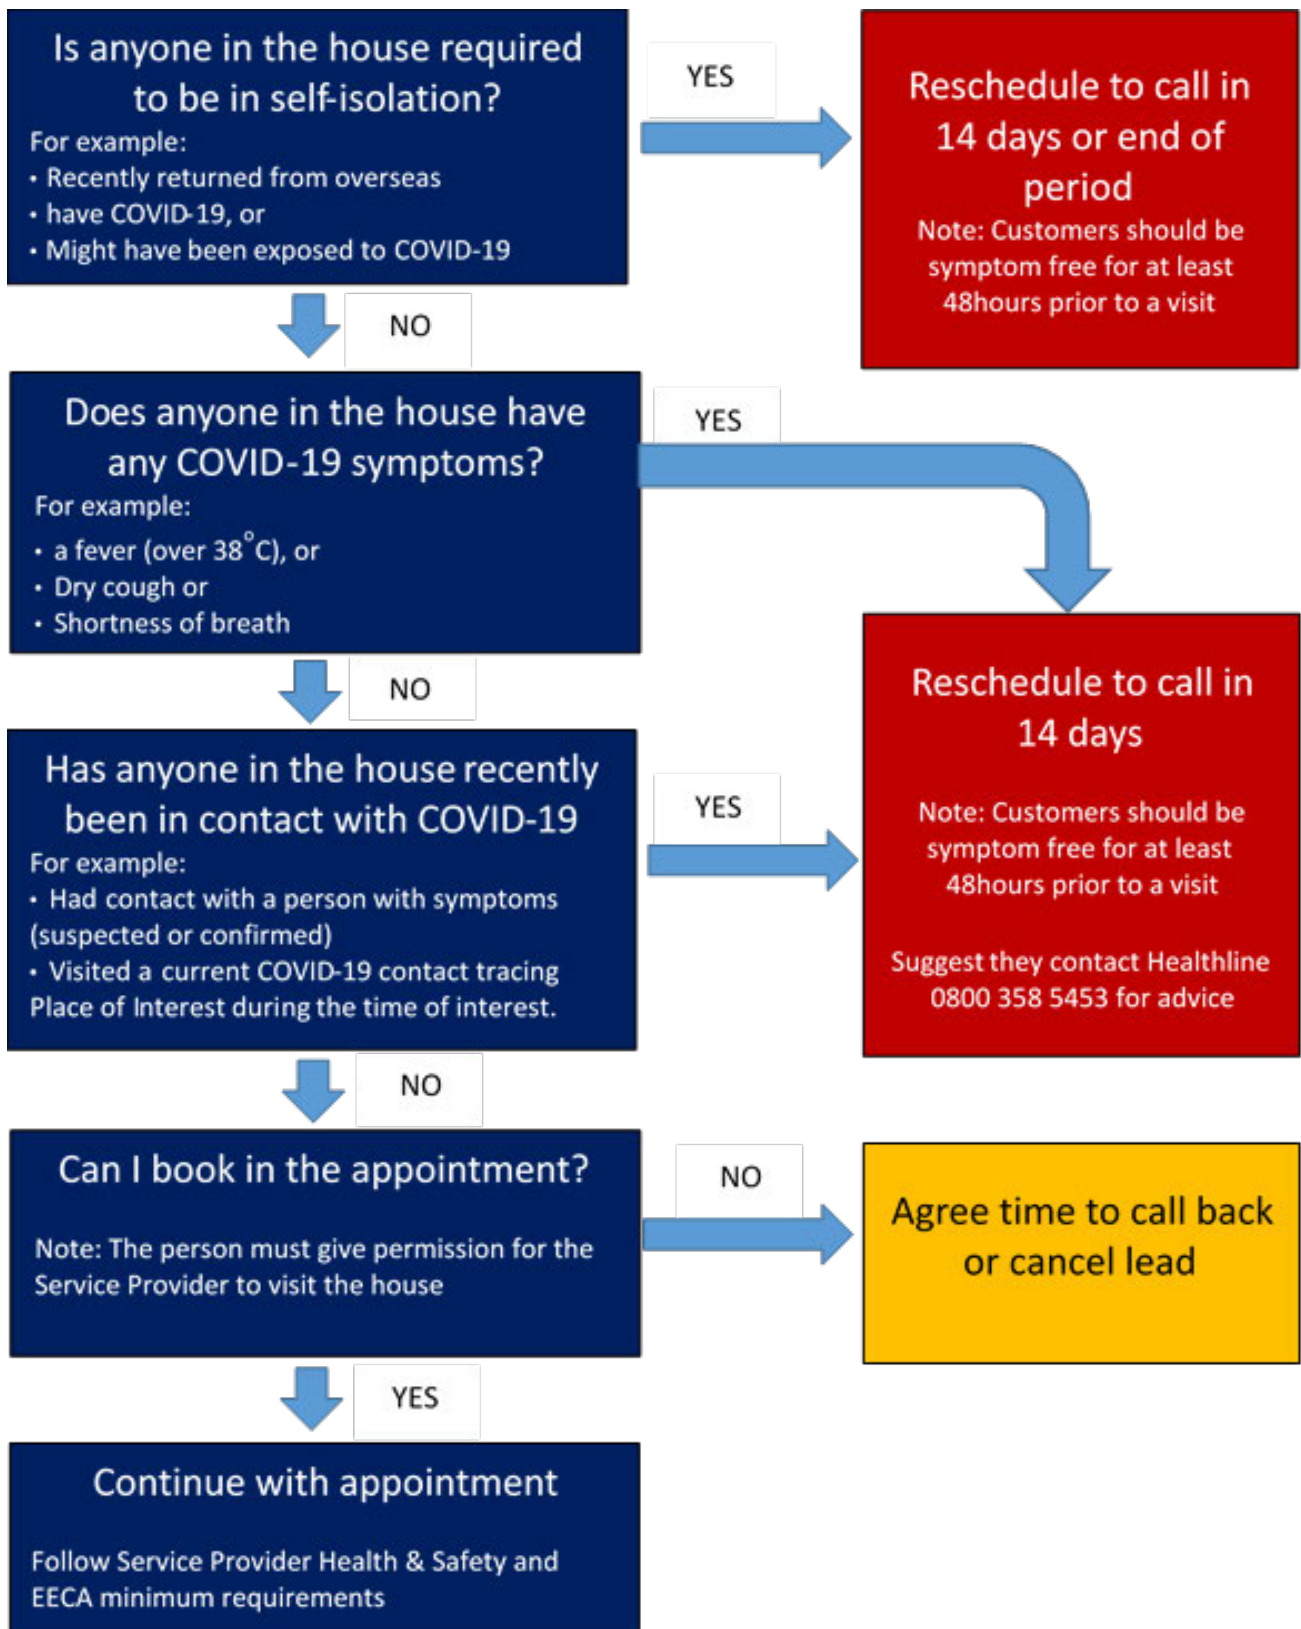 Is anyone in the house required
to be in self-isolation?
For example:
• Recently returned from overseas
• have COVID-19, or
• Might have been exposed to COVID-19
YES
Reschedule to call in
14 days or end of
period
Note: Customers should be
symptom free for at least
48hours prior to a visit
NO
Does anyone in the house have
any COVID-19 symptoms?
For example:
• a fever (over 38°C), or
• Dry cough or
• Shortness of breath
YES
Reschedule to call in
14 days
Note: Customers should be
symptom free for at least
48hours prior to a visit
Suggest they contact Healthline
0800 358 5453 for advice
NO
Has anyone in the house recently
been in contact with COVID-19
For example:
• Had contact with a person with symptoms
(suspected or confirmed)
• Visited a current COVID-19 contact tracing
Place of Interest during the time of interest.
YES
NO
Can I book in the appointment?
Note: The person must give permission for the
Service Provider to visit the house
NO
Agree time to call back
or cancel lead
YES
Continue with appointment
Follow Service Provider Health & Safety and
EECA minimum requirements